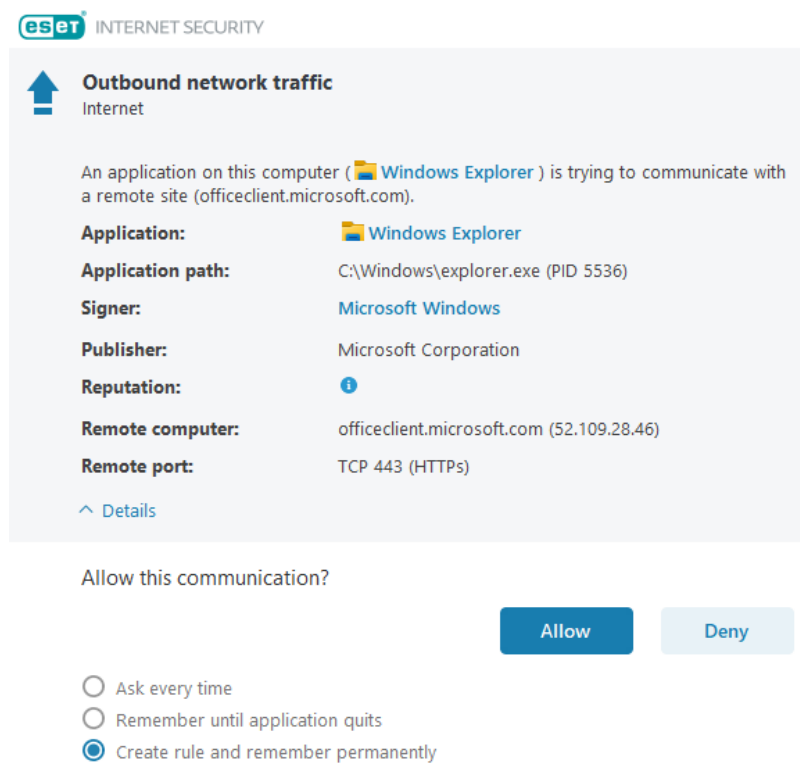 eset INTERNET SECURITY
Outbound network traffic
Internet
An application on this computer ( Windows Explorer ) is trying to communicate with
a remote site (officeclient.microsoft.com).
Application: Windows Explorer
Application path: C:\Windows\explorer.exe (PID 5536)
Signer: Microsoft Windows
Publisher: Microsoft Corporation
Reputation:
Remote computer: officeclient.microsoft.com (52.109.28.46)
Remote port: TCP 443 (HTTPs)
Details
Allow this communication?
Allow Deny
Ask every time
Remember until application quits
Create rule and remember permanently